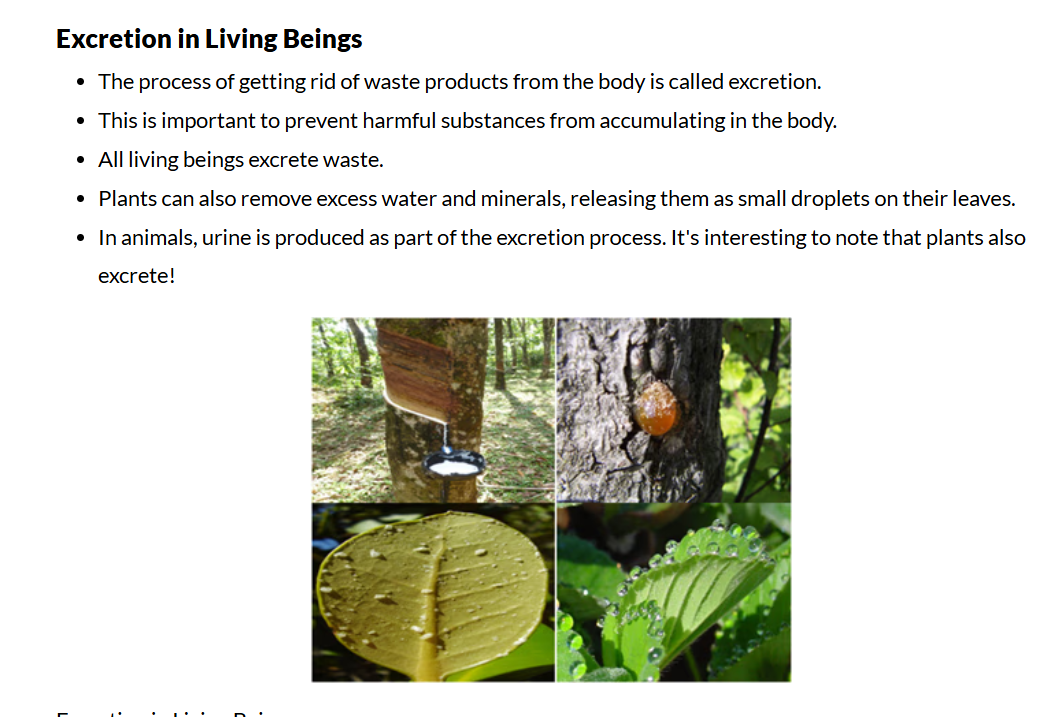 Excretion in Living Beings
The process of getting rid of waste products from the body is called excretion.
This is important to prevent harmful substances from accumulating in the body.
All living beings excrete waste.
Plants can also remove excess water and minerals, releasing them as small droplets on their leaves.
In animals, urine is produced as part of the excretion process. It's interesting to note that plants also
excrete!